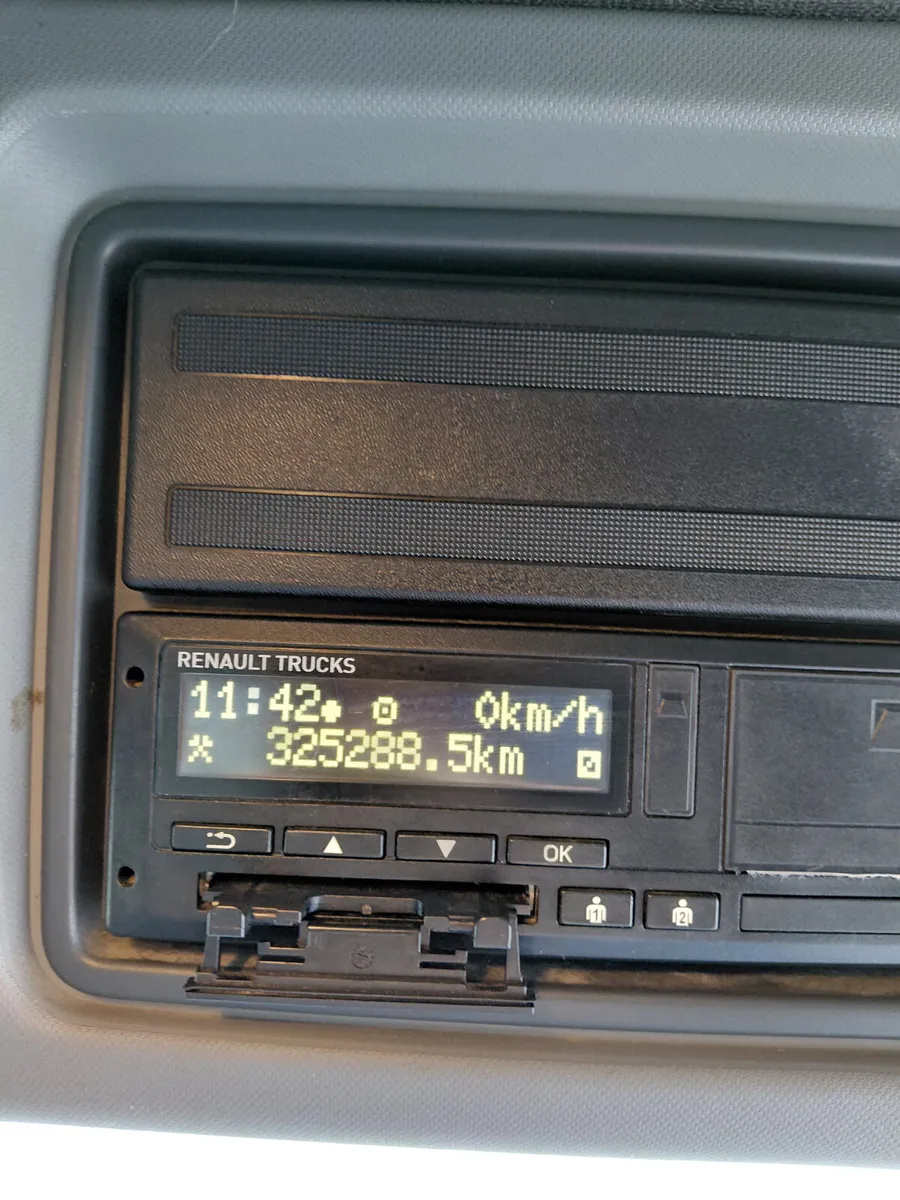 RENAULT TRUCKS
11:42 0km/h
325288.5km
OK
1 2